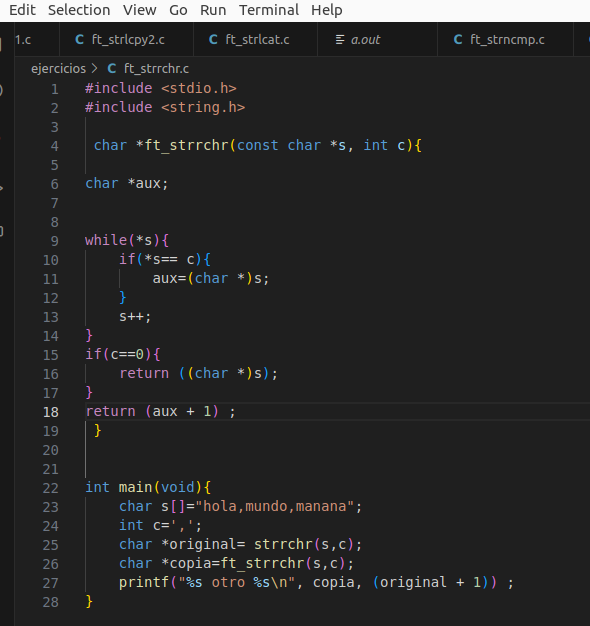 Edit Selection View Go Run Terminal Help
1.c C ft_strlcpy2.c C ft_strlcat.c a.out C ft_strncmp.c
ejercicios > C ft_strrchr.c
1 #include <stdio.h>
2 #include <string.h>
3
4 char *ft_strrchr(const char *s, int c){
5
6 char *aux;
7
8
9 while(*s){
10 if(*s== c){
11 aux=(char *)s;
12 }
13 s++;
14 }
15 if(c==0){
16 return ((char *)s);
17 }
18 return (aux + 1) ;
19 }
20
21
22 int main(void){
23 char s[]="hola,mundo,manana";
24 int c=',';
25 char *original= strrchr(s,c);
26 char *copia=ft_strrchr(s,c);
27 printf("%s otro %s\n", copia, (original + 1)) ;
28 }